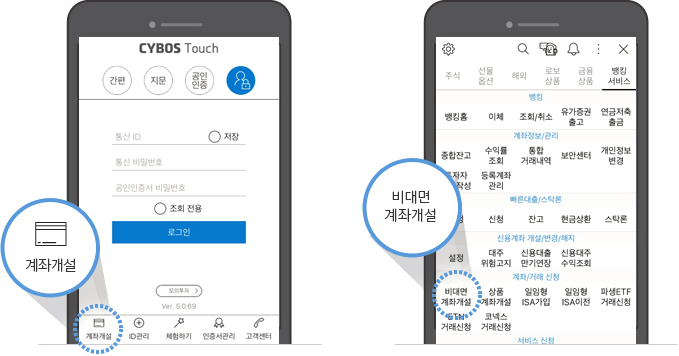 CYBOS Touch
간편
지문
공인
인증
통신 ID
저장
통신 비밀번호
공인인증서 비밀번호
조회 전용
로그인
모의투자 >
Ver. 5.0.69
계좌개설
계좌개설 ID관리 체험하기 인증서관리 고객센터
주식 선물옵션 해외 로보상품 금융상품 뱅킹서비스
뱅킹
뱅킹홈 이체 조회/취소 유가증권출고 연금저축출금
계좌정보/관리
종합잔고 수익률조회 통합거래내역 보안센터 개인정보변경
등록계좌관리
빠른대출/스탁론
신청 잔고 현금상환 스탁론
신용계좌 개설/변경/해지
설정 대주위험고지 신용대출만기연장 신용대주수익조회
계좌/거래 신청
비대면계좌개설 상품계좌개설 일임형ISA가입 일임형ISA이전 파생ETF거래신청
거래신청 코넥스거래신청
서비스 신청
비대면
계좌개설